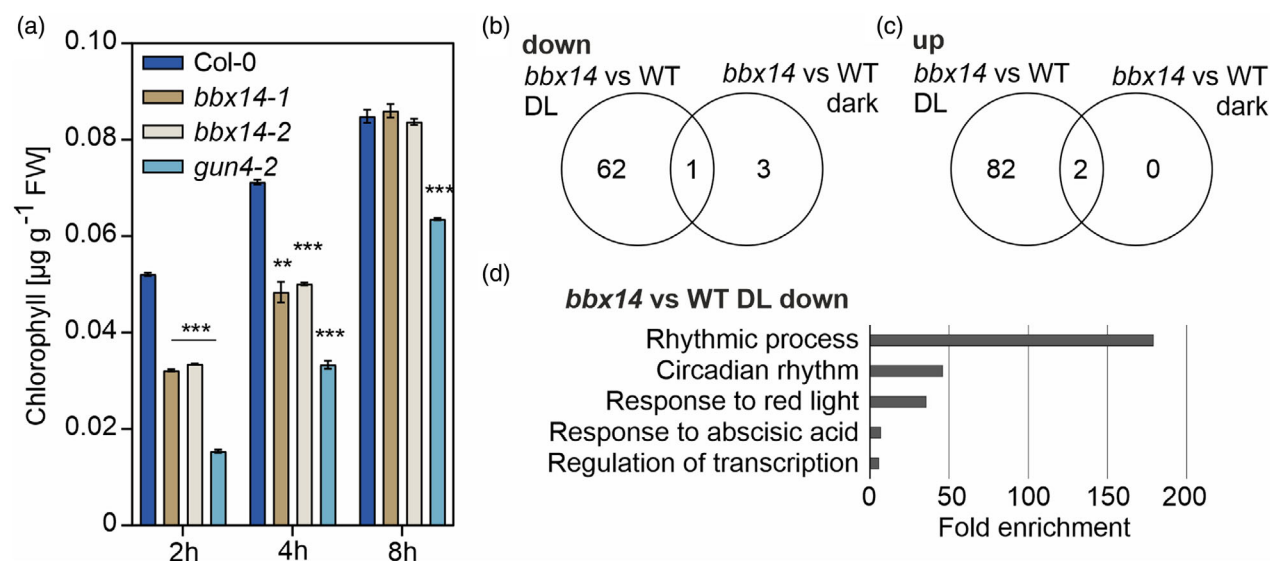 (a)
Chlorophyll [µg g⁻¹ FW]
0.10
0.08
0.06
0.04
0.02
0
Col-0
bbx14-1
bbx14-2
gun4-2
***
**
***
***
***
2h
4h
8h
(b)
down
bbx14 vs WT
DL
bbx14 vs WT
dark
62
1
3
(c)
up
bbx14 vs WT
DL
bbx14 vs WT
dark
82
2
0
(d)
bbx14 vs WT DL down
Rhythmic process
Circadian rhythm
Response to red light
Response to abscisic acid
Regulation of transcription
0 50 100 150 200
Fold enrichment